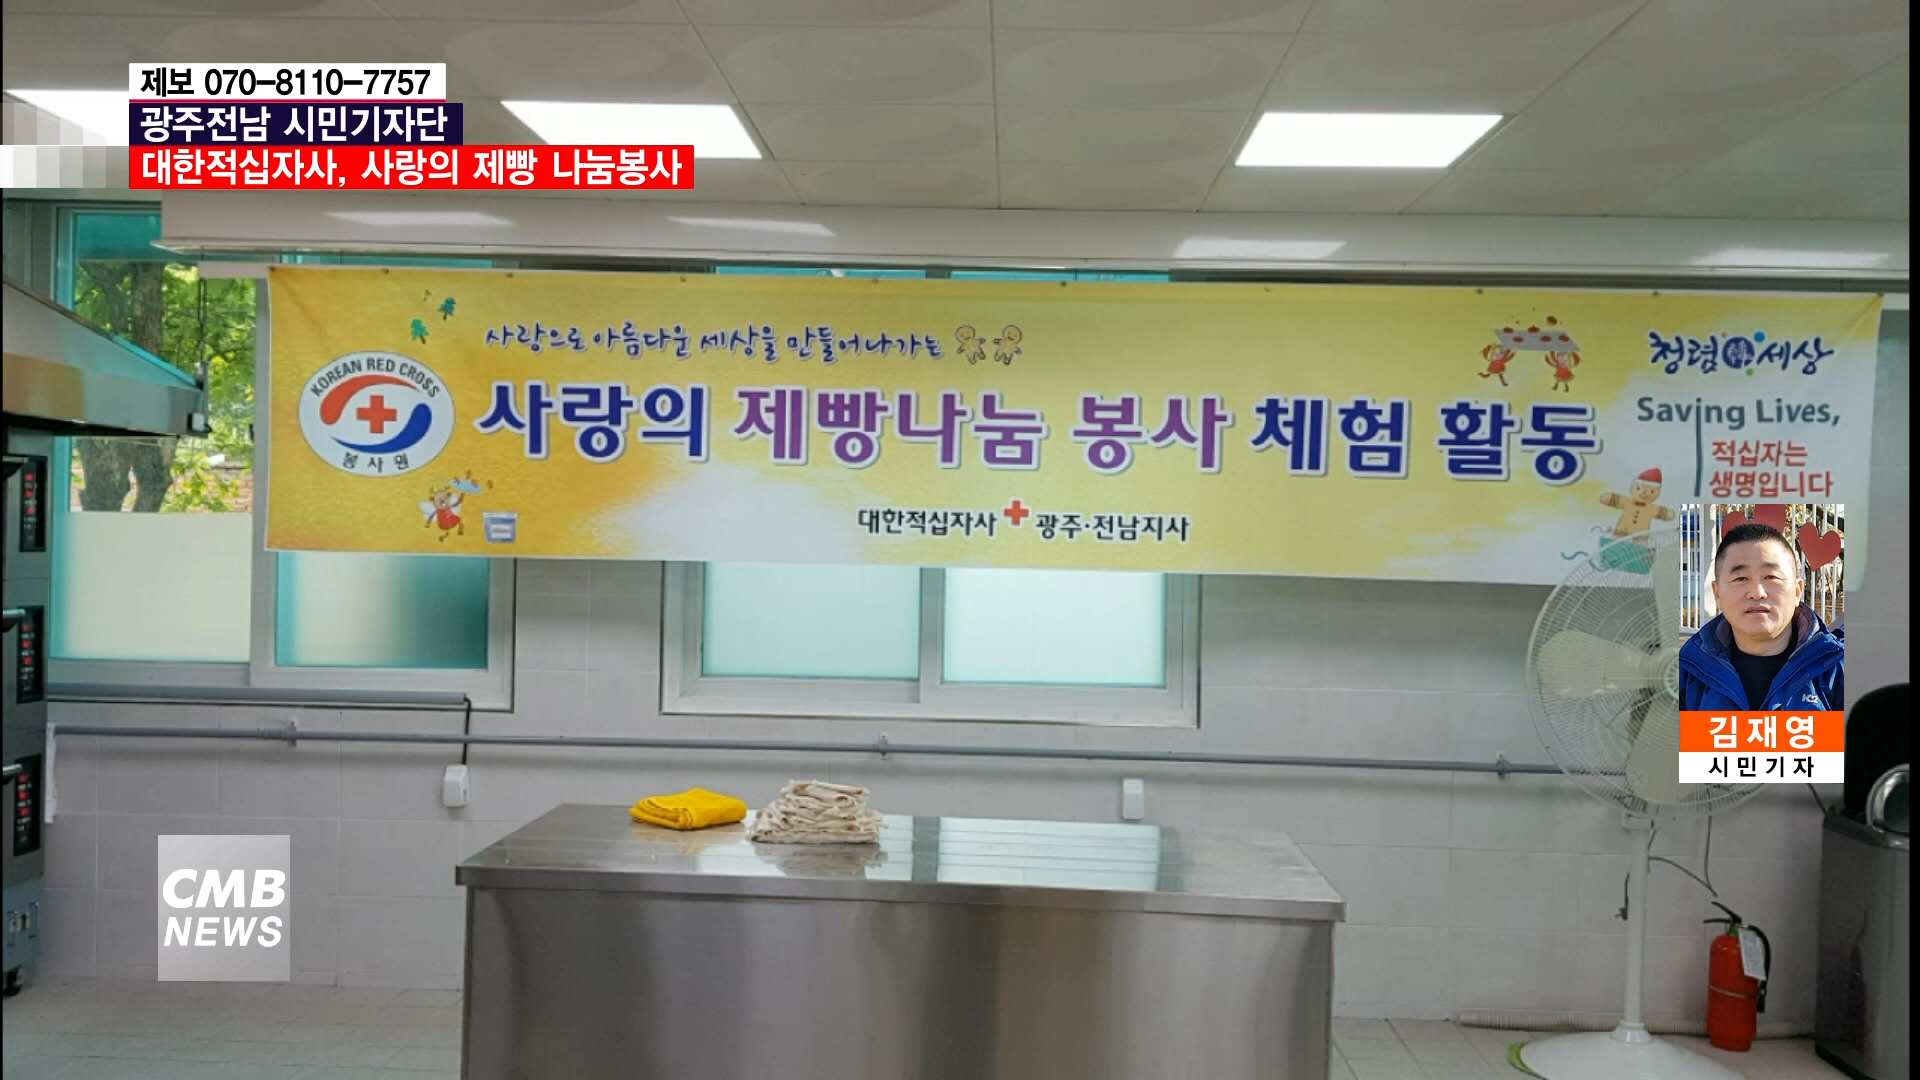 제보 070-8110-7757
광주전남 시민기자단
대한적십자사, 사랑의 제빵 나눔봉사
사랑으로 아름다운 세상을 만들어나가는
KOREAN RED CROSS
봉사원
사랑의 제빵나눔 봉사 체험 활동
대한적십자사 광주·전남지사
청렴韓세상
Saving Lives,
적십자는
생명입니다
K2
김재영
시민기자
CMB
NEWS